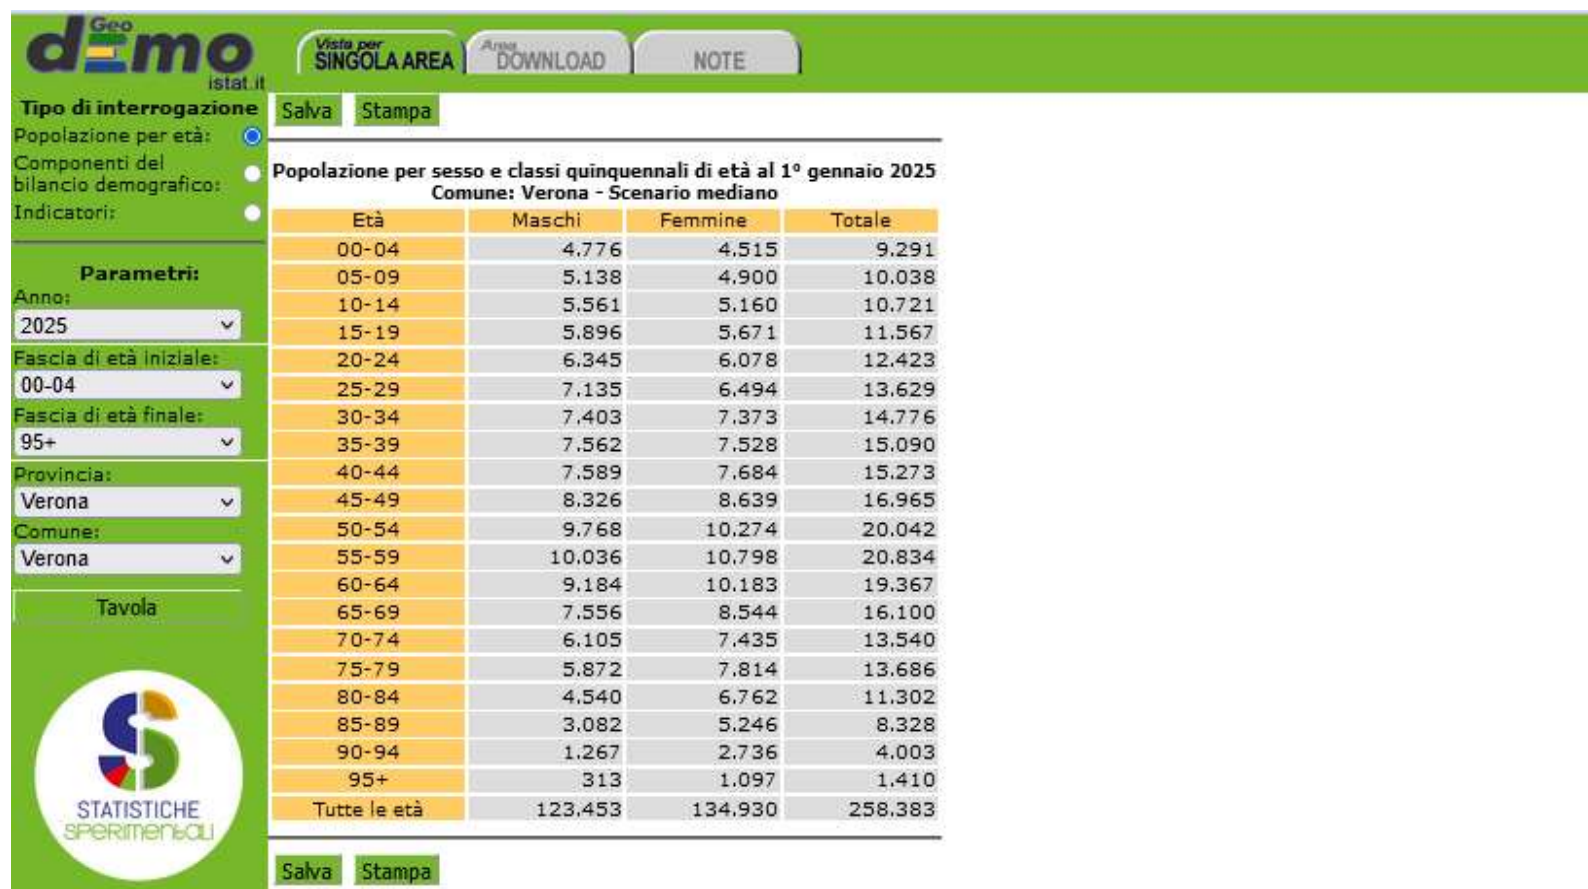 Geo
demo
istat.it
Vista per
SINGOLA AREA
Area
DOWNLOAD
NOTE
Tipo di interrogazione
Popolazione per età:
Componenti del
bilancio demografico:
Indicatori:
Parametri:
Anno:
2025
Fascia di età iniziale:
00-04
Fascia di età finale:
95+
Provincia:
Verona
Comune:
Verona
Tavola
STATISTICHE
sperimentali
Salva Stampa
Popolazione per sesso e classi quinquennali di età al 1° gennaio 2025
Comune: Verona - Scenario mediano
Età Maschi Femmine Totale
00-04 4.776 4.515 9.291
05-09 5.138 4.900 10.038
10-14 5.561 5.160 10.721
15-19 5.896 5.671 11.567
20-24 6.345 6.078 12.423
25-29 7.135 6.494 13.629
30-34 7.403 7.373 14.776
35-39 7.562 7.528 15.090
40-44 7.589 7.684 15.273
45-49 8.326 8.639 16.965
50-54 9.768 10.274 20.042
55-59 10.036 10.798 20.834
60-64 9.184 10.183 19.367
65-69 7.556 8.544 16.100
70-74 6.105 7.435 13.540
75-79 5.872 7.814 13.686
80-84 4.540 6.762 11.302
85-89 3.082 5.246 8.328
90-94 1.267 2.736 4.003
95+ 313 1.097 1.410
Tutte le età 123.453 134.930 258.383
Salva Stampa